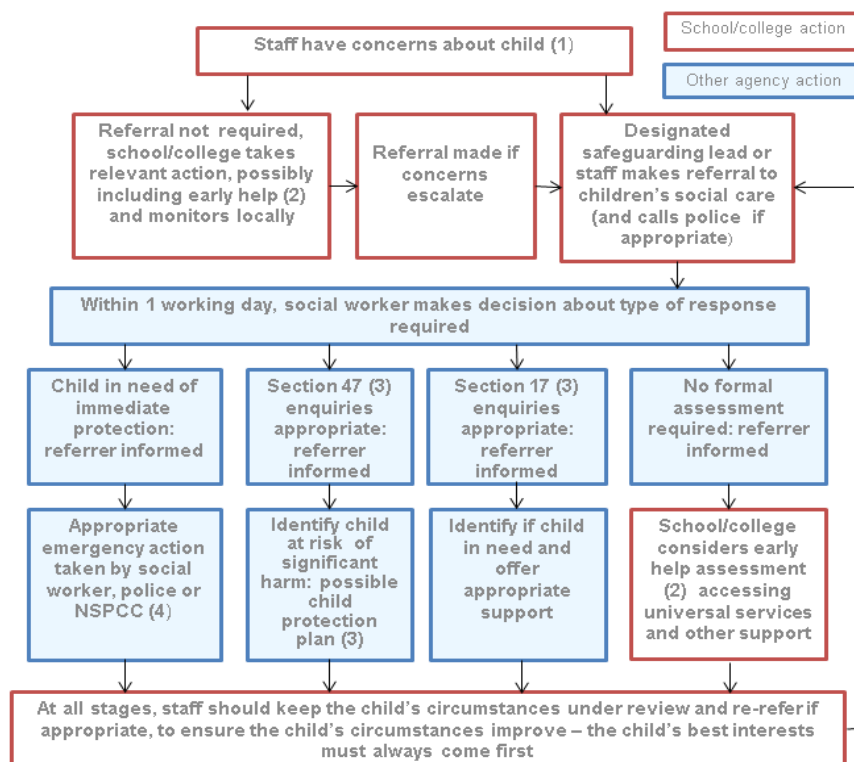 Staff have concerns about child (1)
School/college action
Other agency action
Referral not required,
school/college takes
relevant action, possibly
including early help (2)
and monitors locally
Referral made if
concerns
escalate
Designated
safeguarding lead or
staff makes referral to
children's social care
(and calls police if
appropriate)
Within 1 working day, social worker makes decision about type of response
required
Child in need of
immediate
protection:
referrer informed
Section 47 (3)
enquiries
appropriate:
referrer
informed
Section 17 (3)
enquiries
appropriate:
referrer
informed
No formal
assessment
required: referrer
informed
Appropriate
emergency action
taken by social
worker, police or
NSPCC (4)
Identify child
at risk of
significant
harm: possible
child
protection
plan (3)
Identify if child
in need and
offer
appropriate
support
School/college
considers early
help assessment
(2) accessing
universal services
and other support
At all stages, staff should keep the child's circumstances under review and re-refer if
appropriate, to ensure the child's circumstances improve – the child's best interests
must always come first